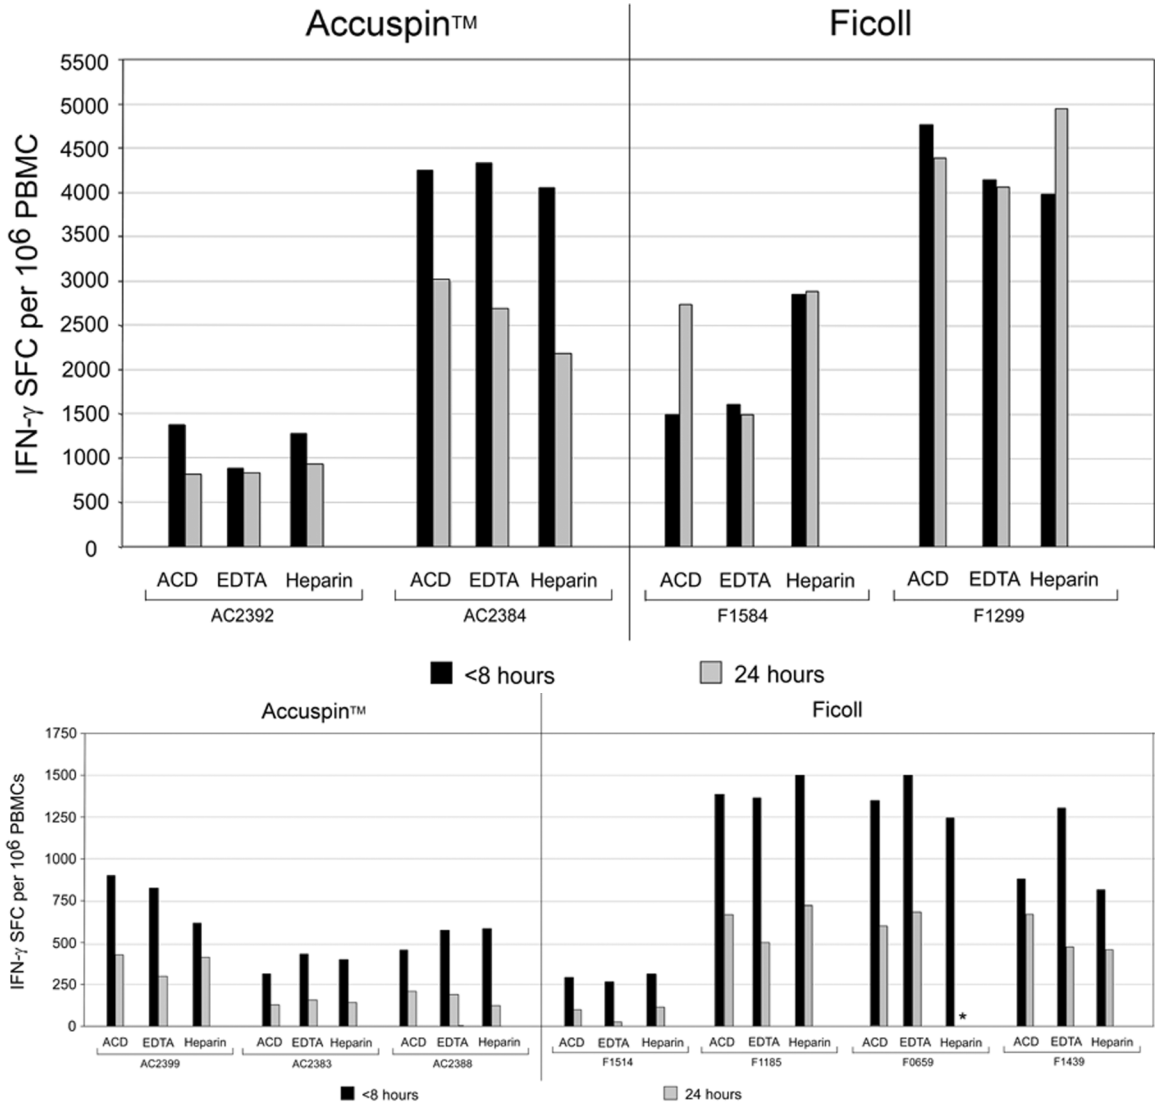 Accuspin™ Ficoll
IFN-γ SFC per 10⁶ PBMC
5500
5000
4500
4000
3500
3000
2500
2000
1500
1000
500
0
ACD EDTA Heparin ACD EDTA Heparin ACD EDTA Heparin ACD EDTA Heparin
AC2392 AC2384 F1584 F1299
<8 hours 24 hours
Accuspin™ Ficoll
IFN-γ SFC per 10⁶ PBMCs
1750
1500
1250
1000
750
500
250
0
*
ACD EDTA Heparin ACD EDTA Heparin ACD EDTA Heparin ACD EDTA Heparin ACD EDTA Heparin ACD EDTA Heparin ACD EDTA Heparin
AC2399 AC2383 AC2388 F1514 F1185 F0659 F1439
<8 hours 24 hours